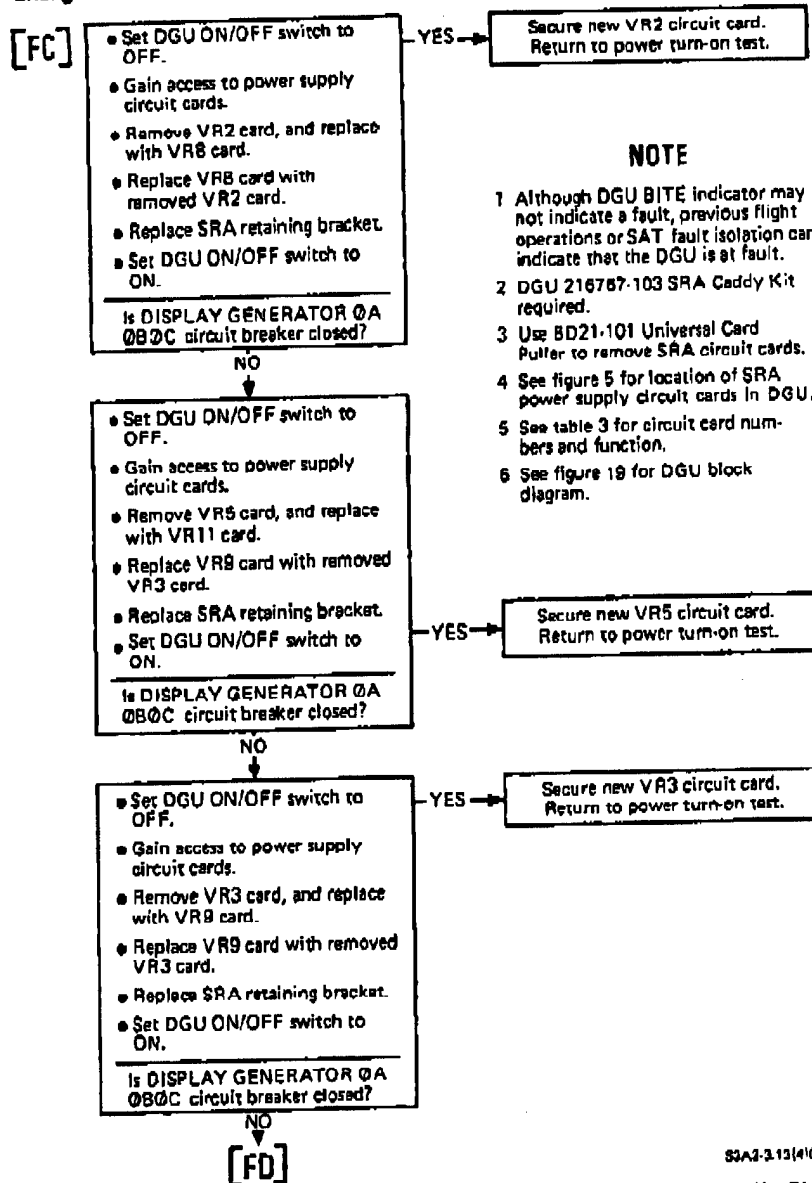 [FC]
• Set DGU ON/OFF switch to
OFF.
• Gain access to power supply
circuit cards.
• Remove VR2 card, and replace
with VR8 card.
• Replace VR8 card with
removed VR2 card.
• Replace SRA retaining bracket.
• Set DGU ON/OFF switch to
ON.
Is DISPLAY GENERATOR ØA
ØBØC circuit breaker closed?
YES
Secure new VR2 circuit card.
Return to power turn-on test.
NO
NOTE
1 Although DGU BITE indicator may
not indicate a fault, previous flight
operations or SAT fault isolation can
indicate that the DGU is at fault.
2 DGU 216767-103 SRA Caddy Kit
required.
3 Use BD21-101 Universal Card
Puller to remove SRA circuit cards.
4 See figure 5 for location of SRA
power supply circuit cards in DGU.
5 See table 3 for circuit card num-
bers and function.
6 See figure 19 for DGU block
diagram.
• Set DGU ON/OFF switch to
OFF.
• Gain access to power supply
circuit cards.
• Remove VR5 card, and replace
with VR11 card.
• Replace VR9 card with removed
VR3 card.
• Replace SRA retaining bracket.
• Set DGU ON/OFF switch to
ON.
Is DISPLAY GENERATOR ØA
ØBØC circuit breaker closed?
YES
Secure new VR5 circuit card.
Return to power turn-on test.
NO
• Set DGU ON/OFF switch to
OFF.
• Gain access to power supply
circuit cards.
• Remove VR3 card, and replace
with VR9 card.
• Replace VR9 card with removed
VR3 card.
• Replace SRA retaining bracket.
• Set DGU ON/OFF switch to
ON.
Is DISPLAY GENERATOR ØA
ØBØC circuit breaker closed?
YES
Secure new VR3 circuit card.
Return to power turn-on test.
NO
[FD]